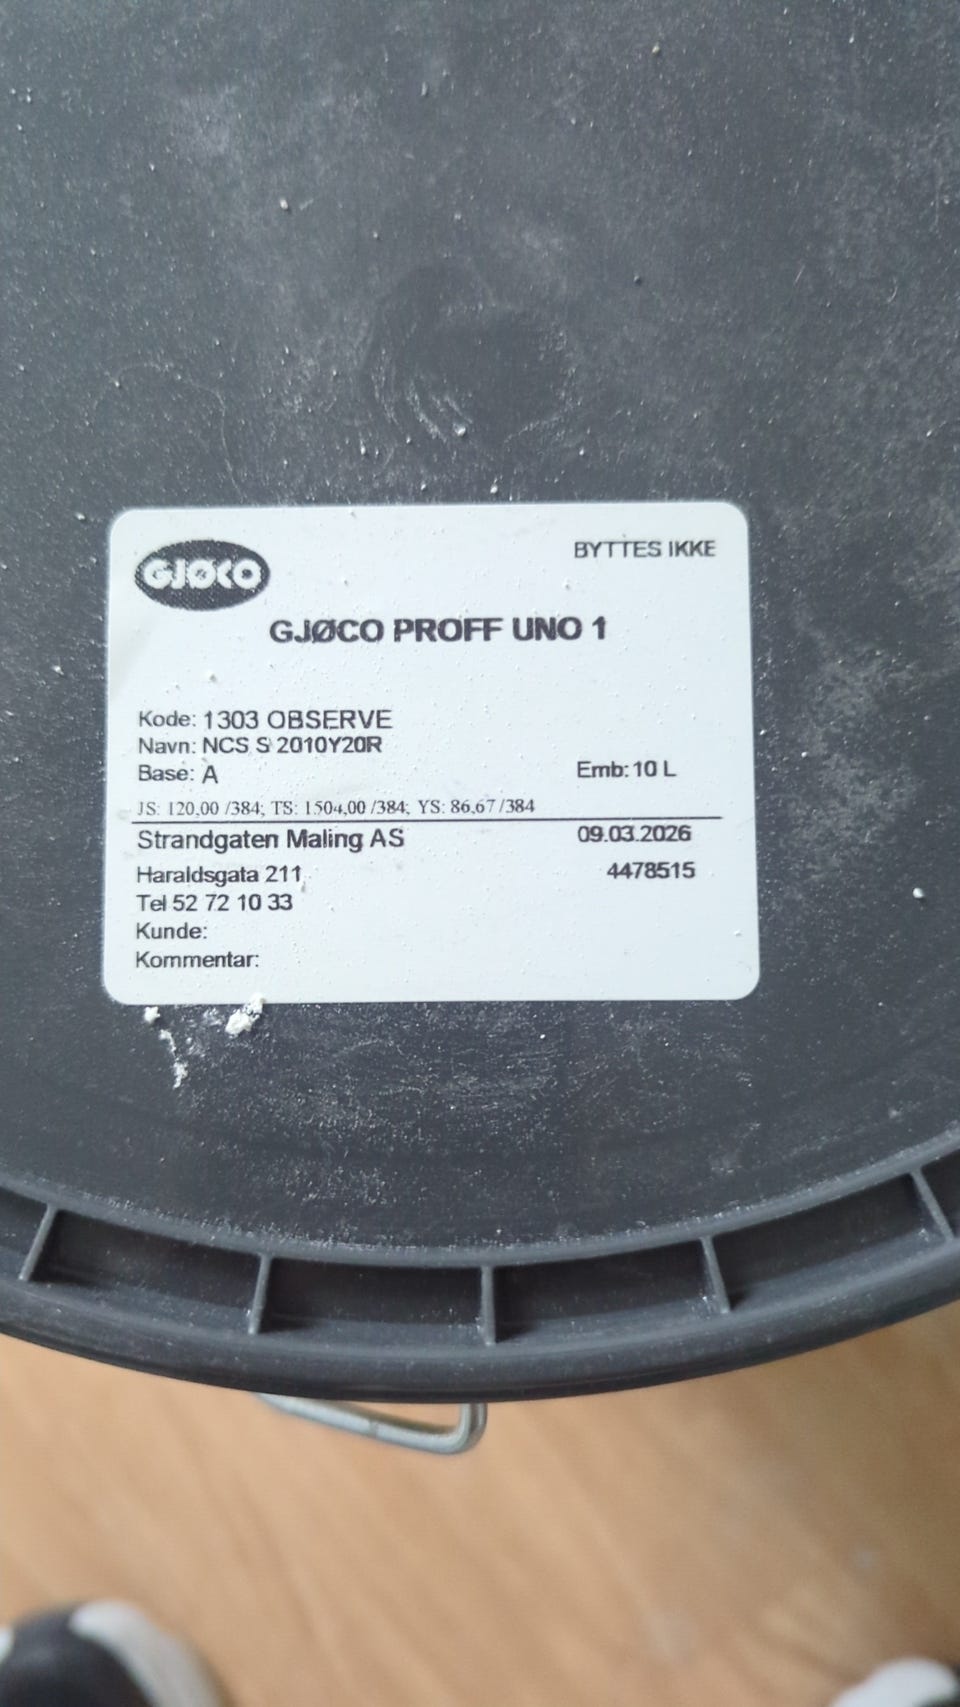 GJØCO
BYTTES IKKE
GJØCO PROFF UNO 1
Kode: 1303 OBSERVE
Navn: NCS S 2010Y20R
Base: A
Emb: 10 L
JS: 120,00 /384; TS: 1504,00 /384; YS: 86,67 /384
Strandgaten Maling AS
09.03.2026
Haraldsgata 211
4478515
Tel 52 72 10 33
Kunde:
Kommentar: